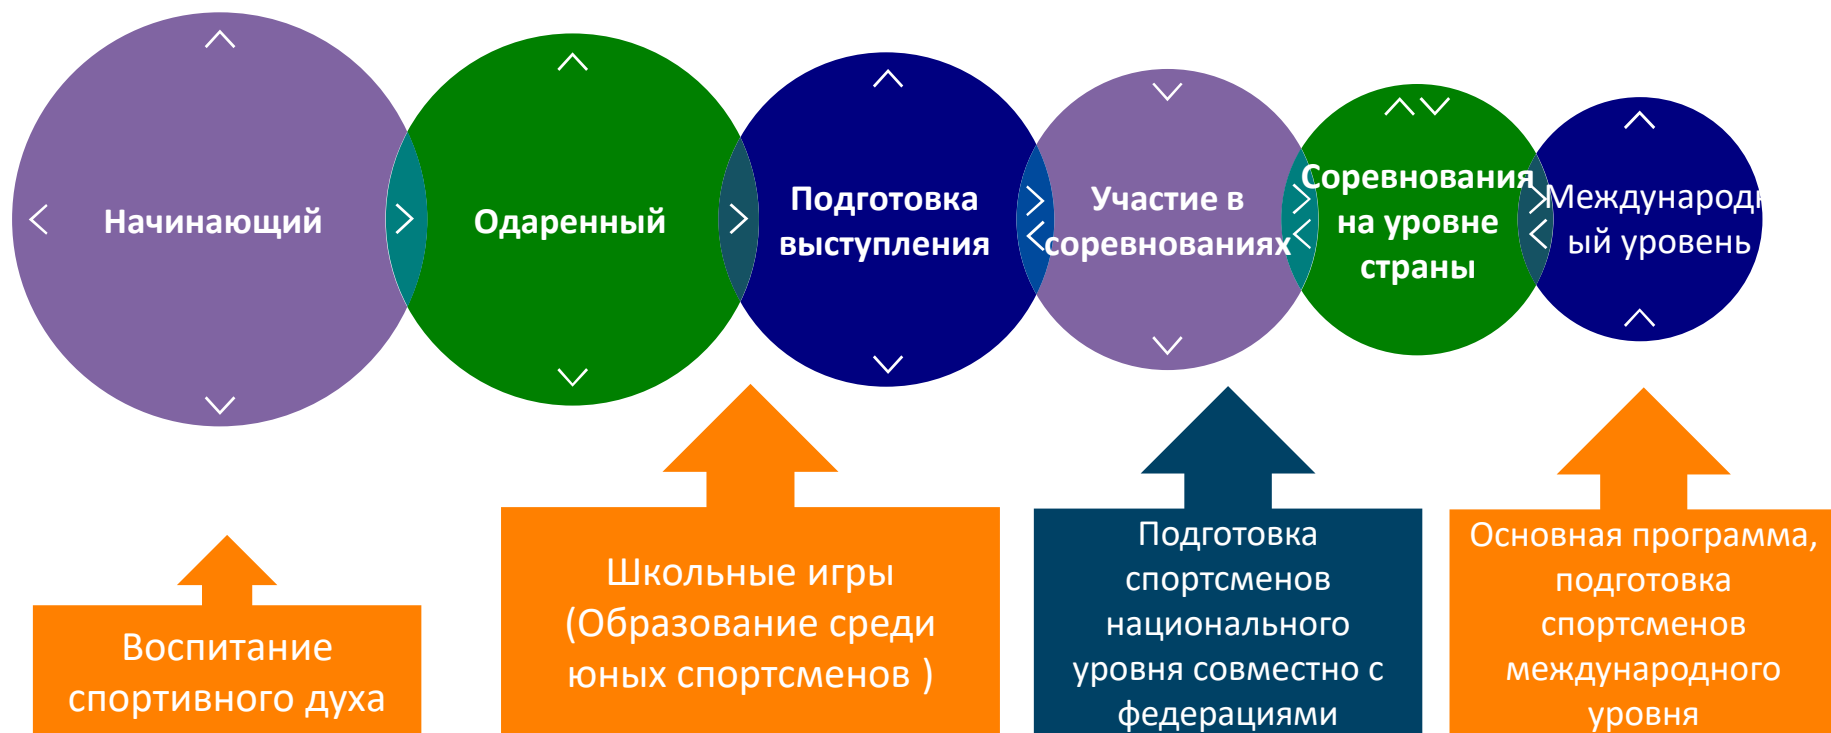 Начинающий
Одаренный
Подготовка
выступления
Участие в
соревнованиях
Соревнования
на уровне
страны
Международн
ый уровень
Воспитание
спортивного духа
Школьные игры
(Образование среди
юных спортсменов )
Подготовка
спортсменов
национального
уровня совместно с
федерациями
Основная программа,
подготовка
спортсменов
международного
уровня